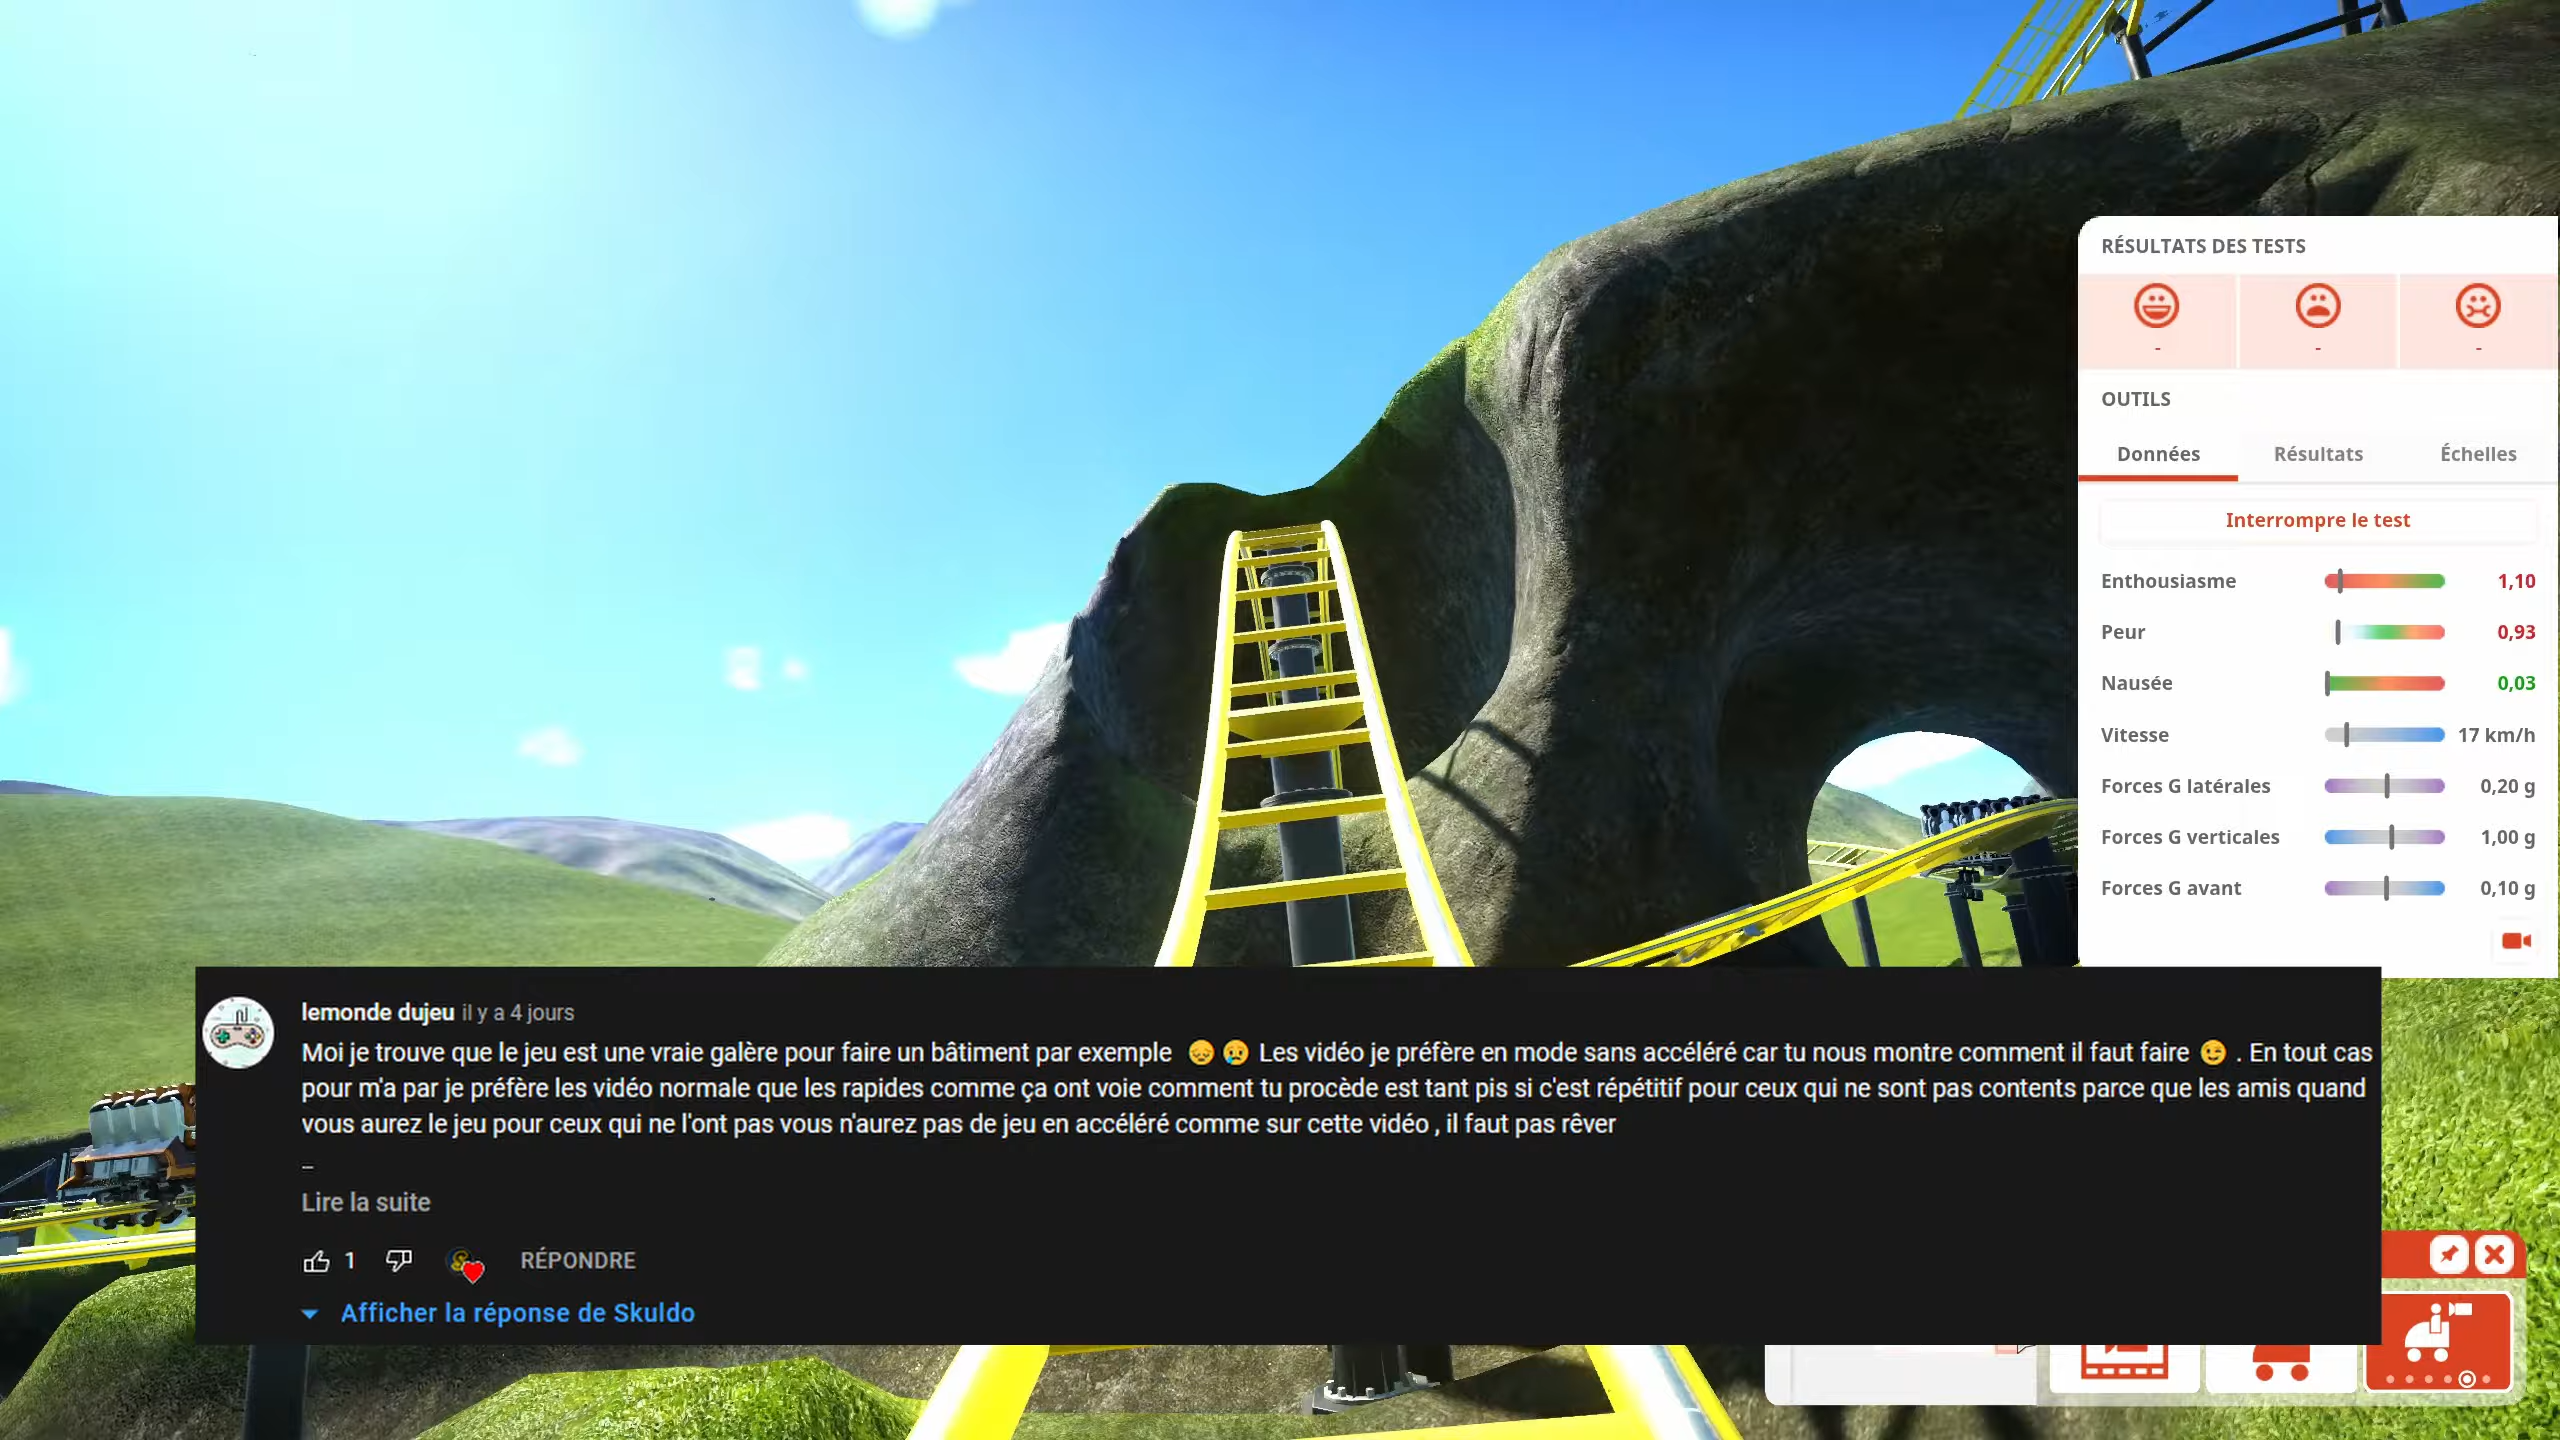 RÉSULTATS DES TESTS
- - -
OUTILS
Données Résultats Échelles
Interrompre le test
Enthousiasme 1,10
Peur 0,93
Nausée 0,03
Vitesse 17 km/h
Forces G latérales 0,20 g
Forces G verticales 1,00 g
Forces G avant 0,10 g
lemonde dujeu il y a 4 jours
Moi je trouve que le jeu est une vraie galère pour faire un bâtiment par exemple 😞😢 Les vidéo je préfère en mode sans accéléré car tu nous montre comment il faut faire 😉 . En tout cas
pour m'a par je préfère les vidéo normale que les rapides comme ça ont voie comment tu procède est tant pis si c'est répétitif pour ceux qui ne sont pas contents parce que les amis quand
vous aurez le jeu pour ceux qui ne l'ont pas vous n'aurez pas de jeu en accéléré comme sur cette vidéo , il faut pas rêver
_
Lire la suite
1 RÉPONDRE
Afficher la réponse de Skuldo